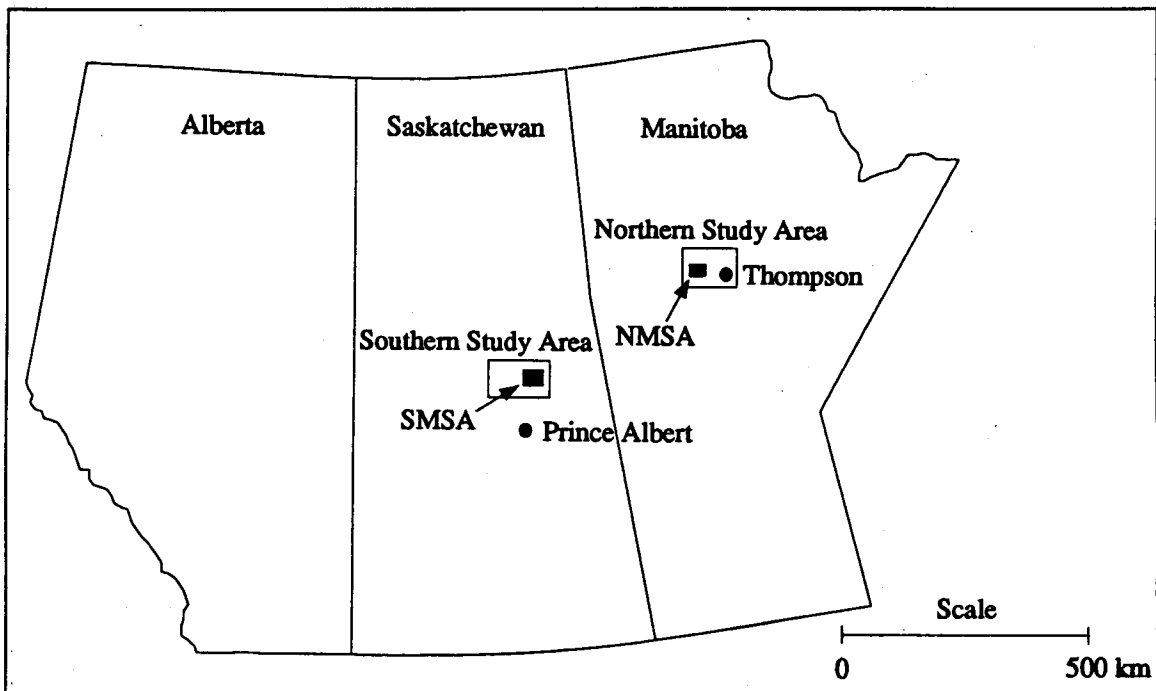 Alberta
Saskatchewan
Manitoba
Northern Study Area
Thompson
NMSA
Southern Study Area
SMSA
Prince Albert
Scale
0
500 km